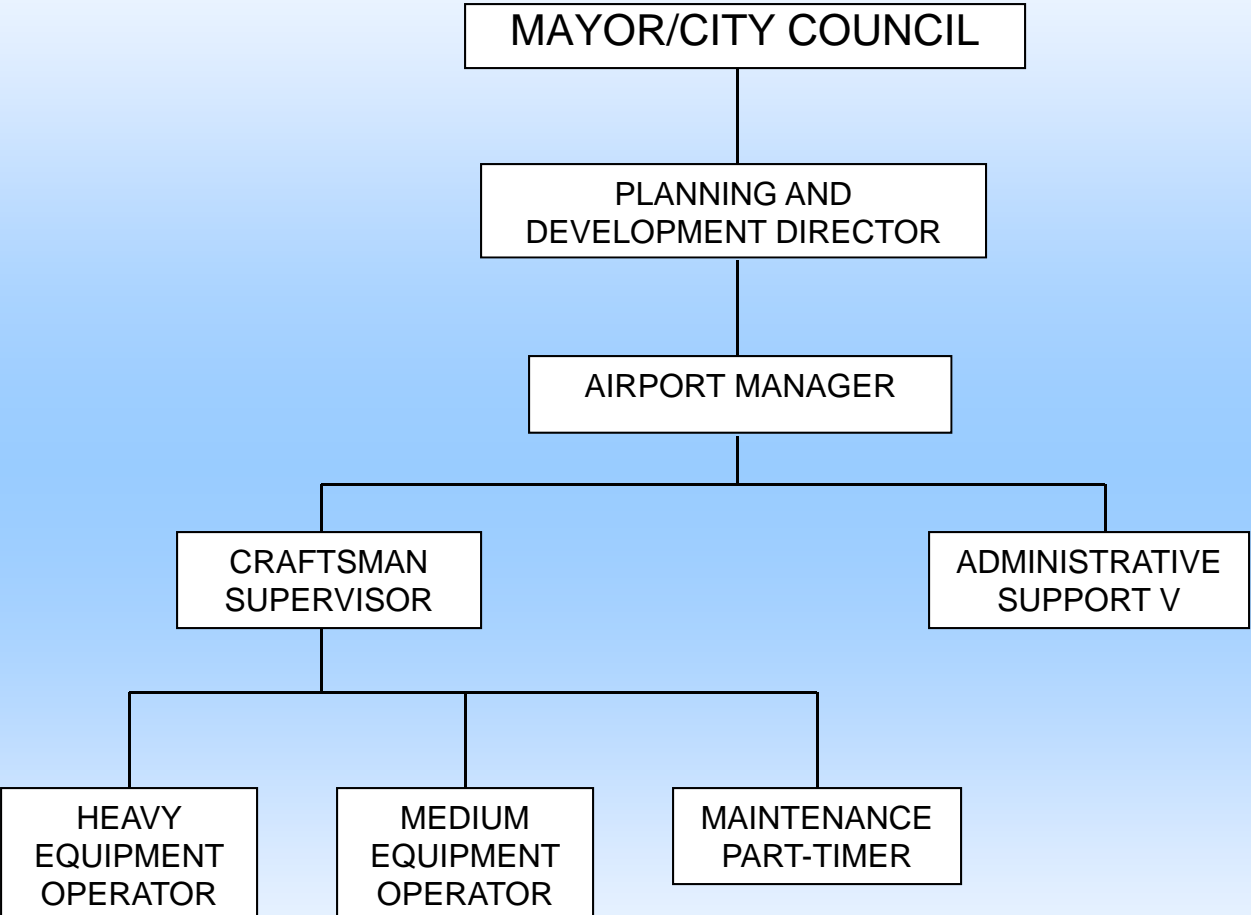 MAYOR/CITY COUNCIL
PLANNING AND
DEVELOPMENT DIRECTOR
AIRPORT MANAGER
CRAFTSMAN
SUPERVISOR
ADMINISTRATIVE
SUPPORT V
HEAVY
EQUIPMENT
OPERATOR
MEDIUM
EQUIPMENT
OPERATOR
MAINTENANCE
PART-TIMER